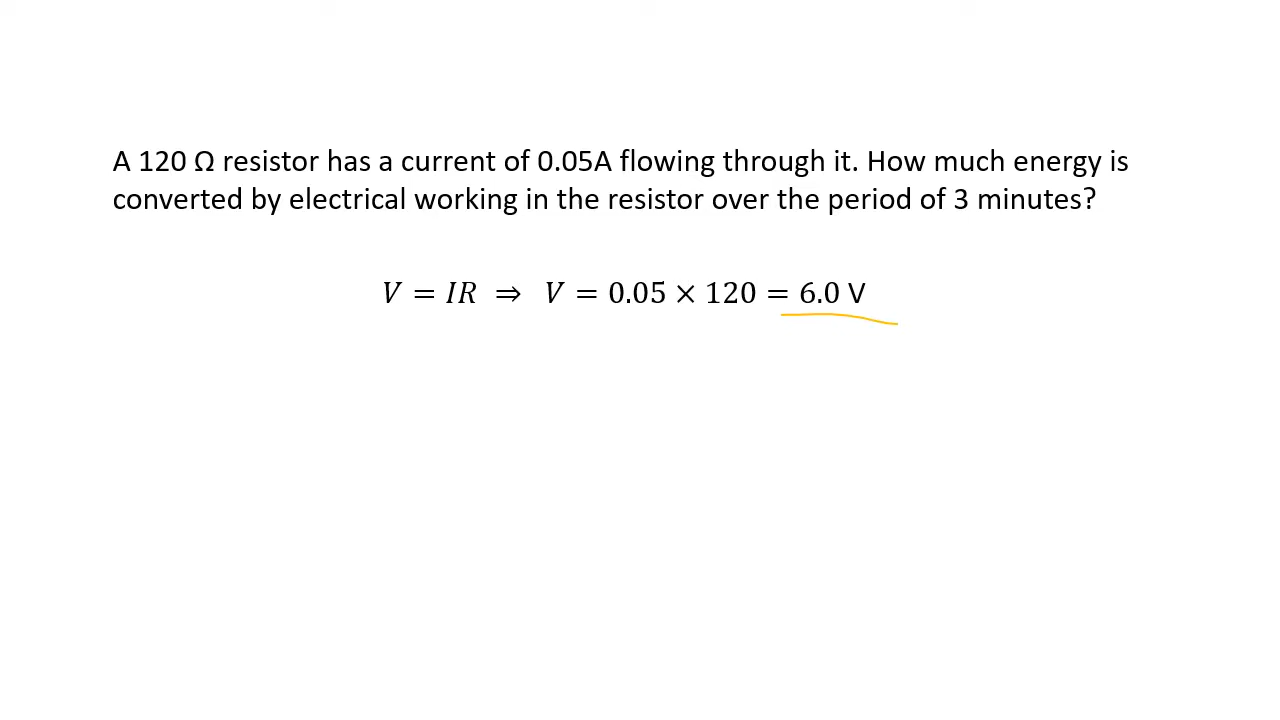 A 120 Ω resistor has a current of 0.05A flowing through it. How much energy is
converted by electrical working in the resistor over the period of 3 minutes?
V = IR ⇒ V = 0.05 × 120 = 6.0 V